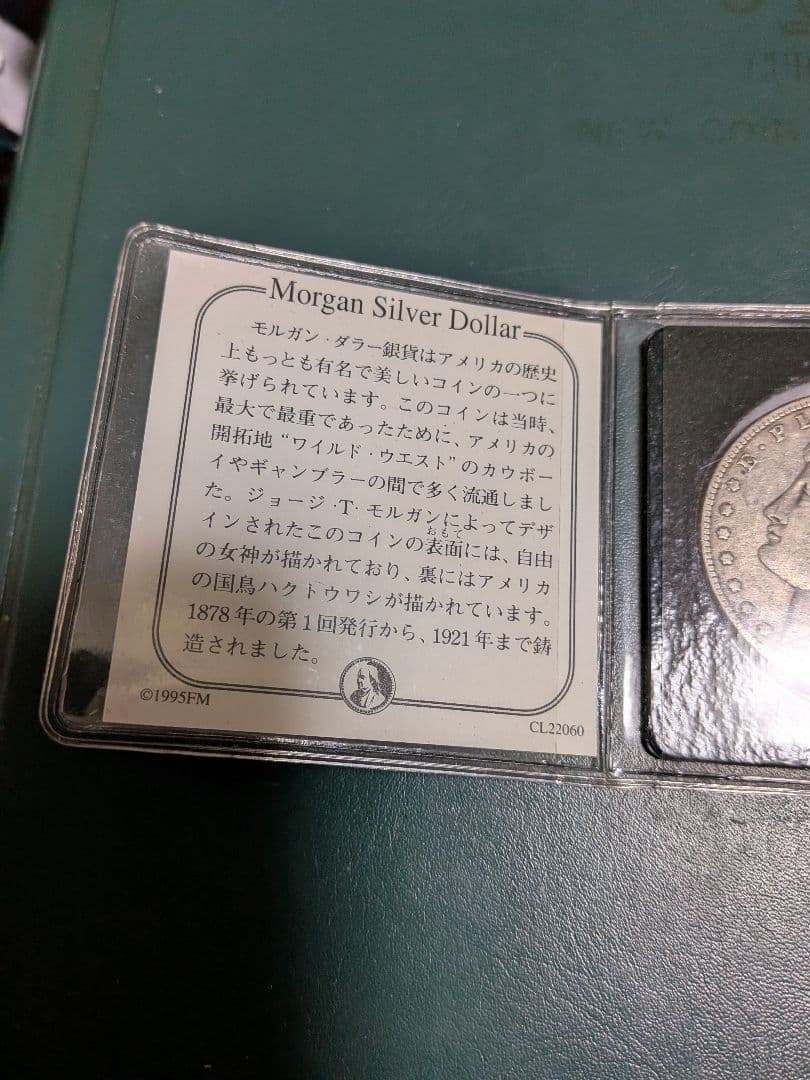 NEW
Morgan Silver Dollar
モルガン・ダラー銀貨はアメリカの歴史
上もっとも有名で美しいコインの一つに
挙げられています。このコインは当時、
最大で最重であったために、アメリカの
開拓地“ワイルド・ウエスト”のカウボー
イやギャンブラーの間で多く流通しまし
た。ジョージ・T・モルガンによってデザ
おもて
インされたこのコインの表面には、自由
の女神が描かれており、裏にはアメリカ
の国鳥ハクトウワシが描かれています。
1878年の第1回発行から、1921年まで鋳
造されました。
©1995FM
CL22060